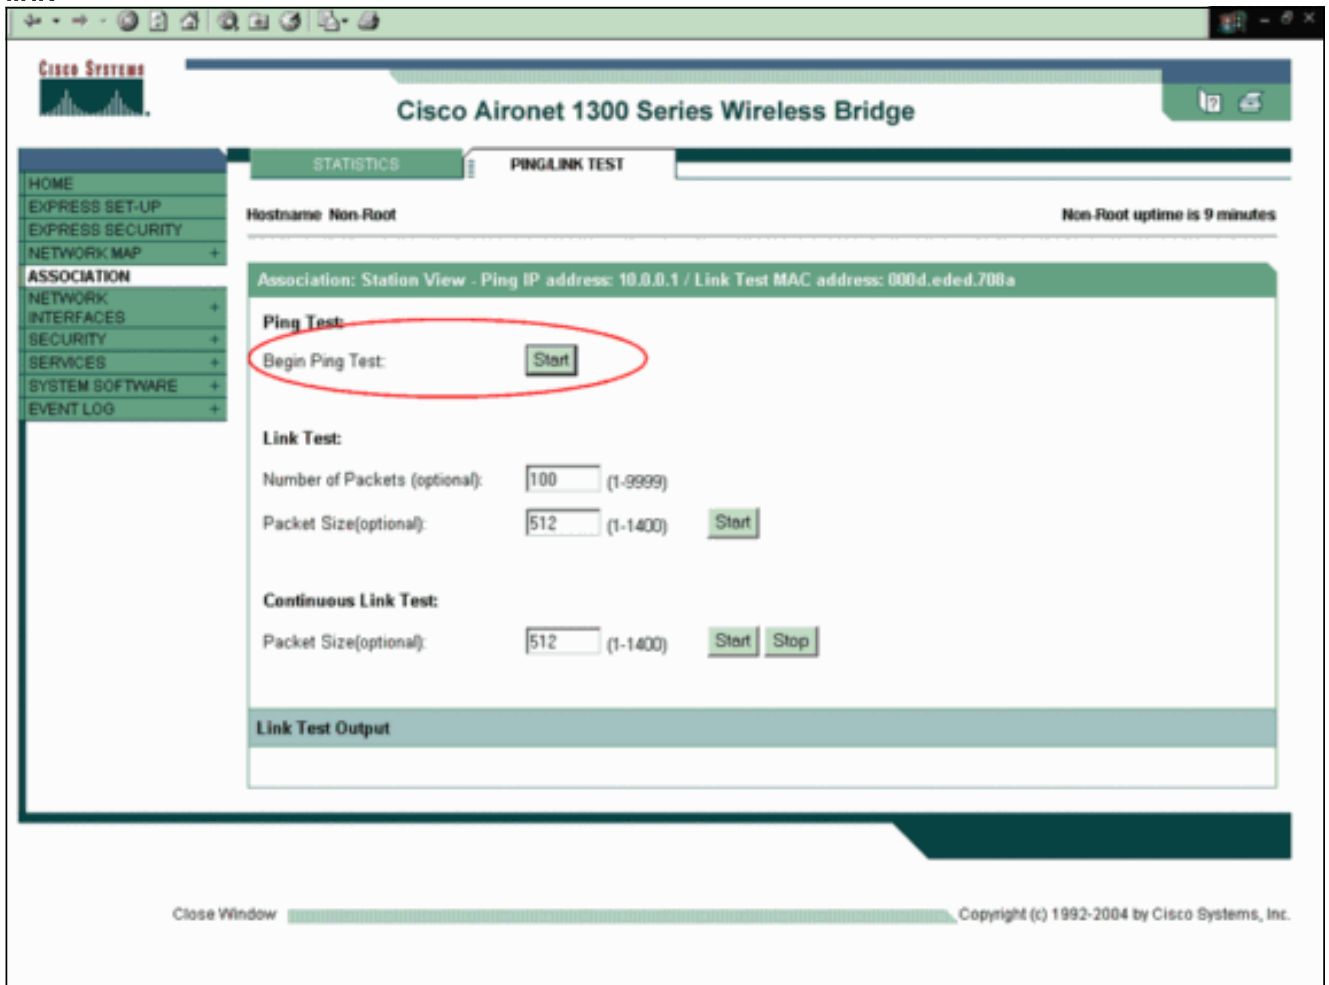 CISCO SYSTEMS
Cisco Aironet 1300 Series Wireless Bridge
STATISTICS
PING/LINK TEST
HOME
EXPRESS SET-UP
EXPRESS SECURITY
NETWORK MAP +
ASSOCIATION
NETWORK
INTERFACES +
SECURITY +
SERVICES +
SYSTEM SOFTWARE +
EVENT LOG +
Hostname Non-Root
Non-Root uptime is 9 minutes
Association: Station View - Ping IP address: 10.0.0.1 / Link Test MAC address: 000d.eded.708a
Ping Test:
Begin Ping Test: Start
Link Test:
Number of Packets (optional): 100 (1-9999)
Packet Size(optional): 512 (1-1400) Start
Continuous Link Test:
Packet Size(optional): 512 (1-1400) Start Stop
Link Test Output
Close Window
Copyright (c) 1992-2004 by Cisco Systems, Inc.